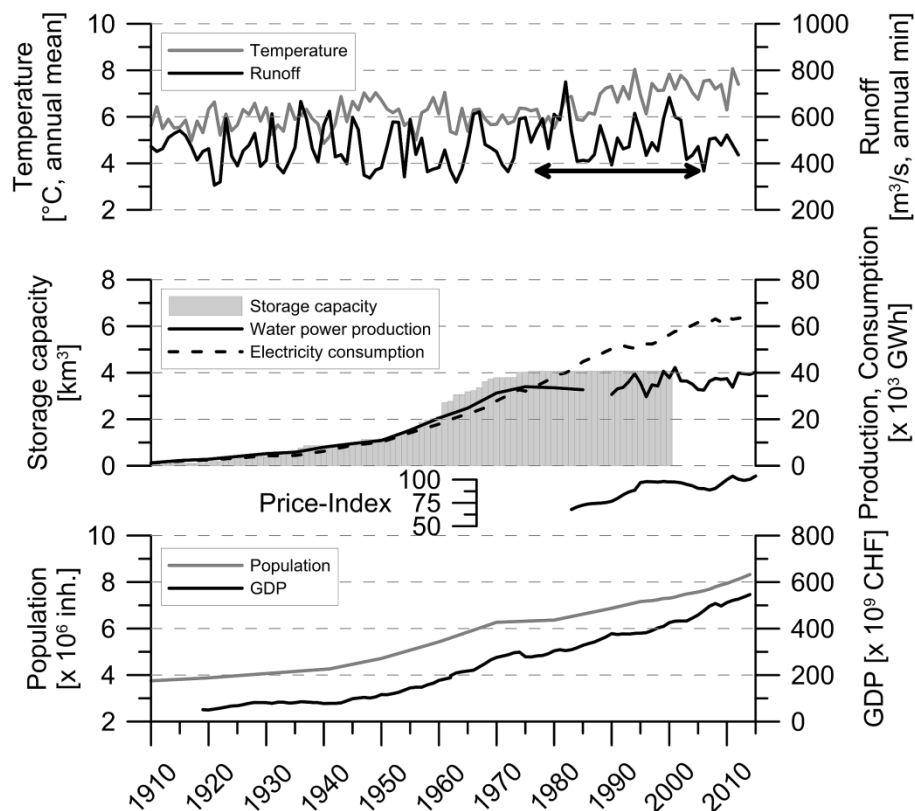 Temperature
[°C, annual mean]
10
8
6
4
2
Temperature
Runoff
1000
800
600
400
200
Runoff
[m³/s, annual min]
Storage capacity
[km³]
8
6
4
2
0
Storage capacity
Water power production
Electricity consumption
80
60
40
20
0
Production, Consumption
[x 10³ GWh]
Price-Index
100
75
50
Population
[x 10⁶ inh.]
10
8
6
4
2
Population
GDP
800
600
400
200
0
GDP [x 10⁹ CHF]
1910
1920
1930
1940
1950
1960
1970
1980
1990
2000
2010